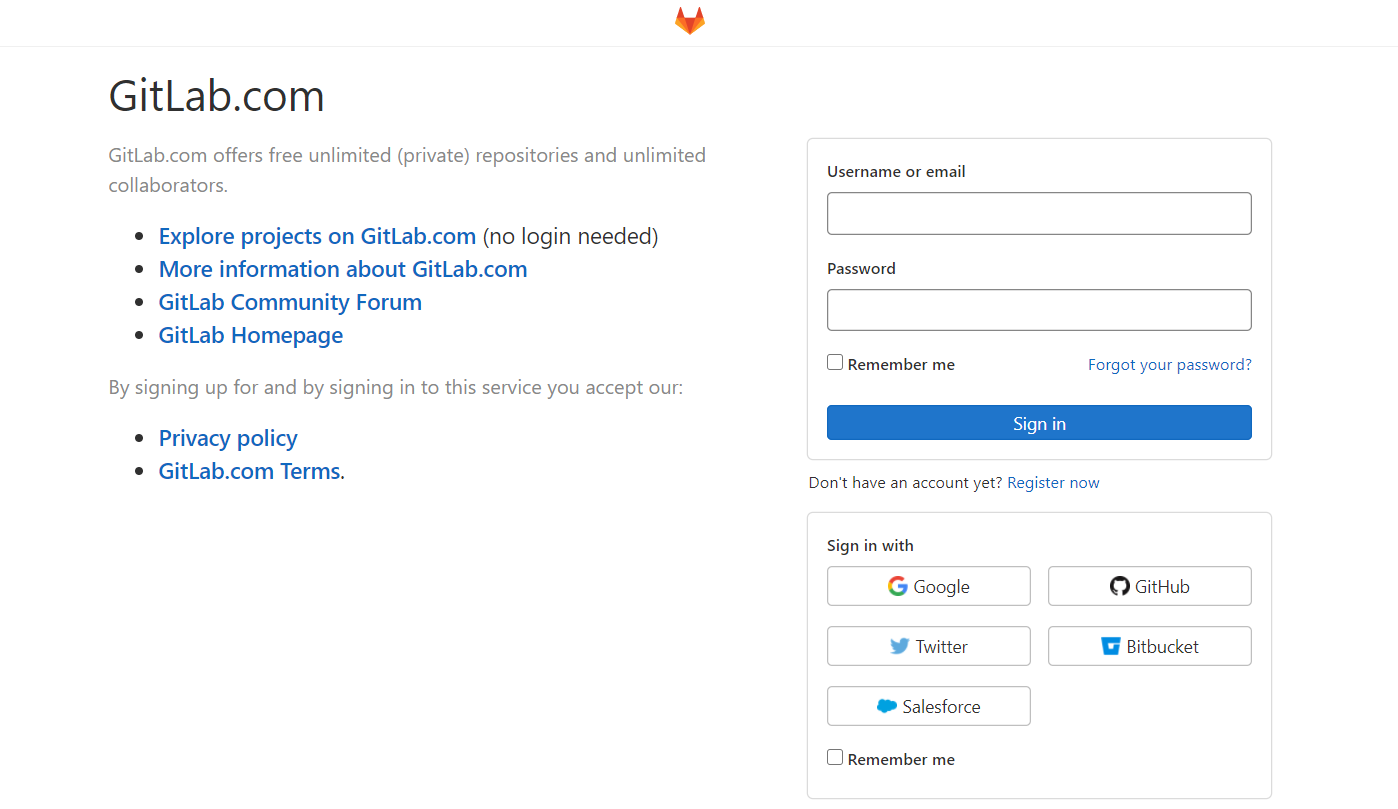 GitLab.com
GitLab.com offers free unlimited (private) repositories and unlimited
collaborators.
Explore projects on GitLab.com (no login needed)
More information about GitLab.com
GitLab Community Forum
GitLab Homepage
By signing up for and by signing in to this service you accept our:
Privacy policy
GitLab.com Terms.
Username or email
Password
Remember me
Forgot your password?
Sign in
Don't have an account yet? Register now
Sign in with
Google
GitHub
Twitter
Bitbucket
Salesforce
Remember me